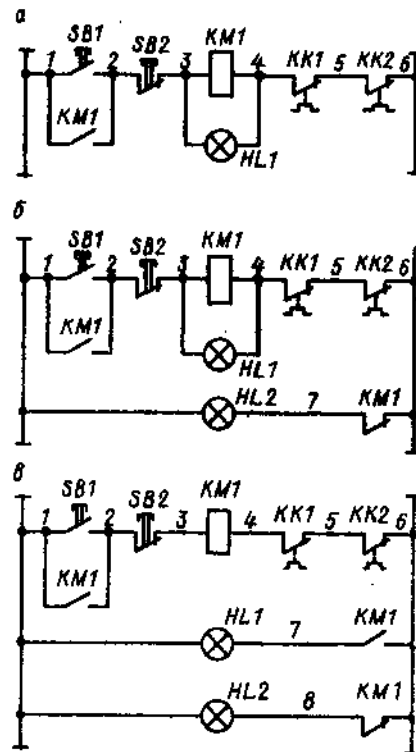 а
SB1 SB2 KM1
1 2 3 4 KK1 5 KK2 6
KM1 HL1
б
SB1 SB2 KM1
1 2 3 4 KK1 5 KK2 6
KM1 HL1
HL2 7 KM1
в
SB1 SB2 KM1
1 2 3 4 KK1 5 KK2 6
KM1
HL1 7 KM1
HL2 8 KM1